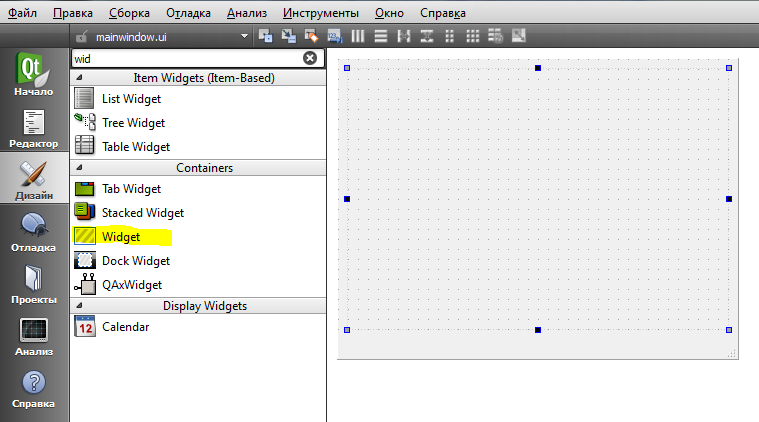 Файл Правка Сборка Отладка Анализ Инструменты Окно Справка
mainwindow.ui
Qt
Начало
Редактор
Дизайн
Отладка
Проекты
Анализ
Справка
wid
Item Widgets (Item-Based)
List Widget
Tree Widget
Table Widget
Containers
Tab Widget
Stacked Widget
Widget
Dock Widget
QAxWidget
Display Widgets
12
Calendar